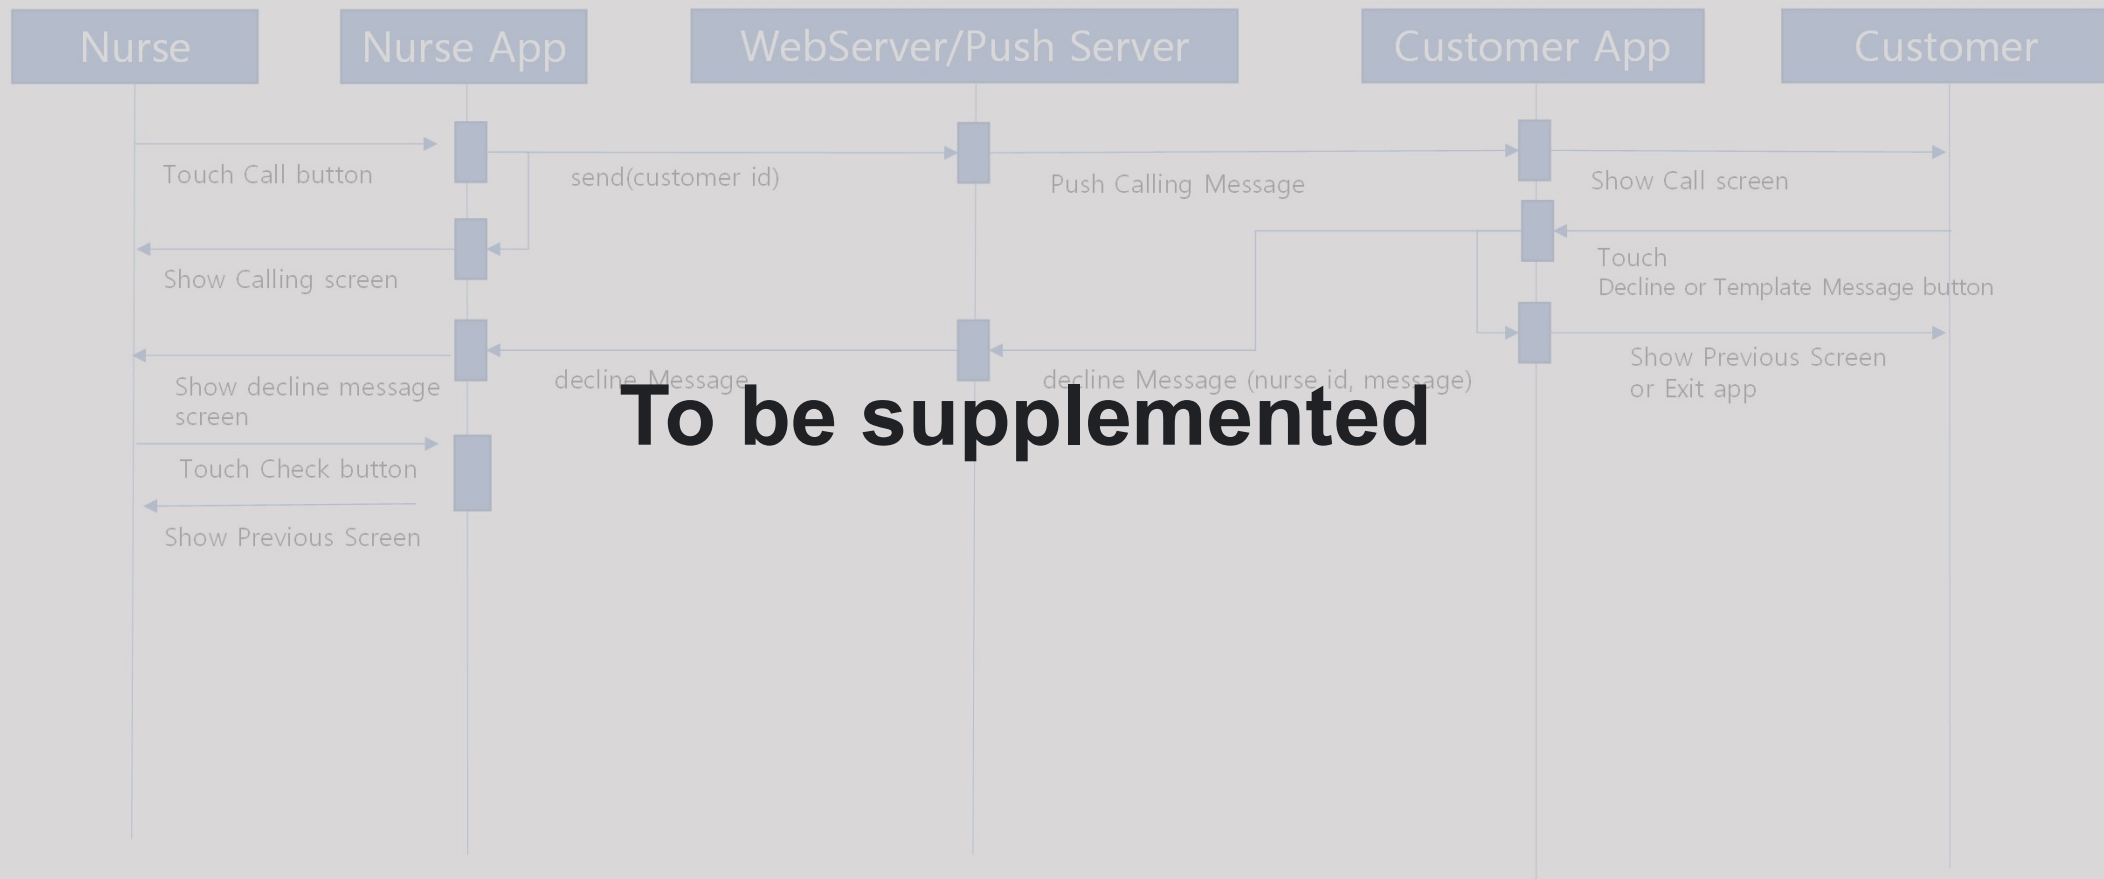 Nurse
Nurse App
WebServer/Push Server
Customer App
Customer
Touch Call button
send(customer id)
Push Calling Message
Show Call screen
Show Calling screen
Touch
Decline or Template Message button
Show decline message
screen
decline Message
decline Message (nurse id, message)
Show Previous Screen
or Exit app
To be supplemented
Touch Check button
Show Previous Screen